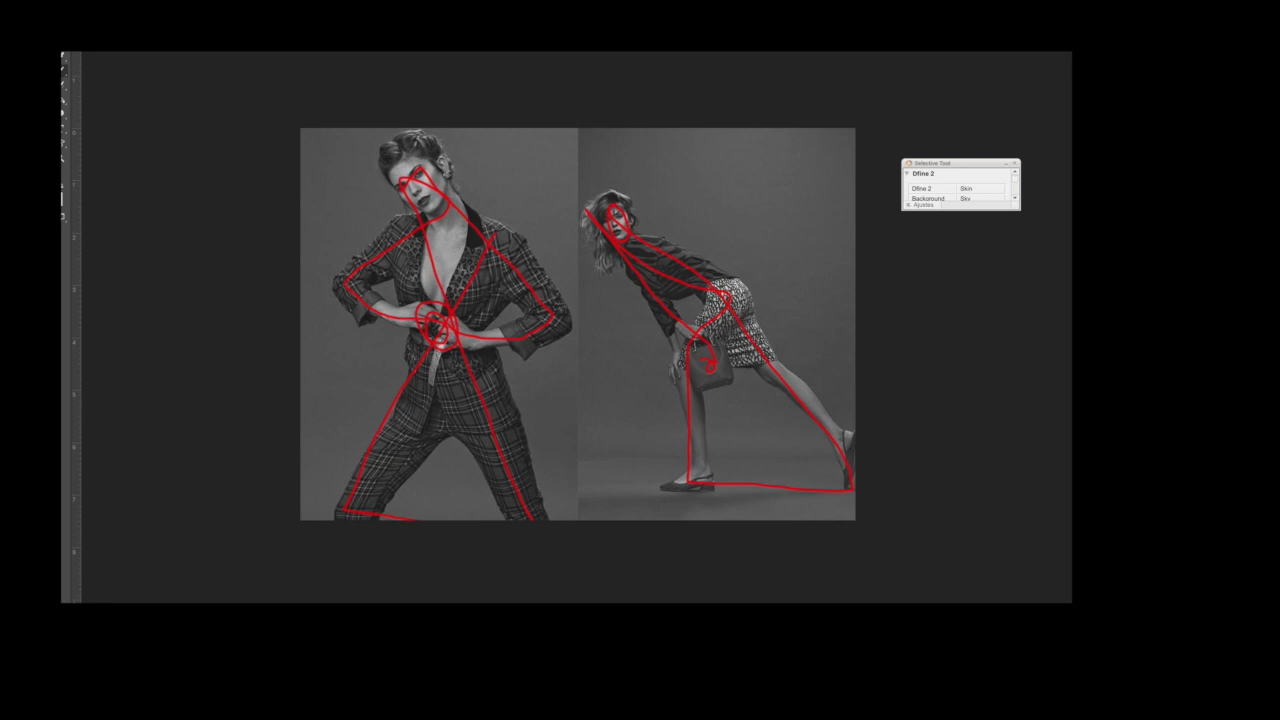 Selective Tool
Dfine 2
Dfine 2 Skin
Background Sky
Ajustes